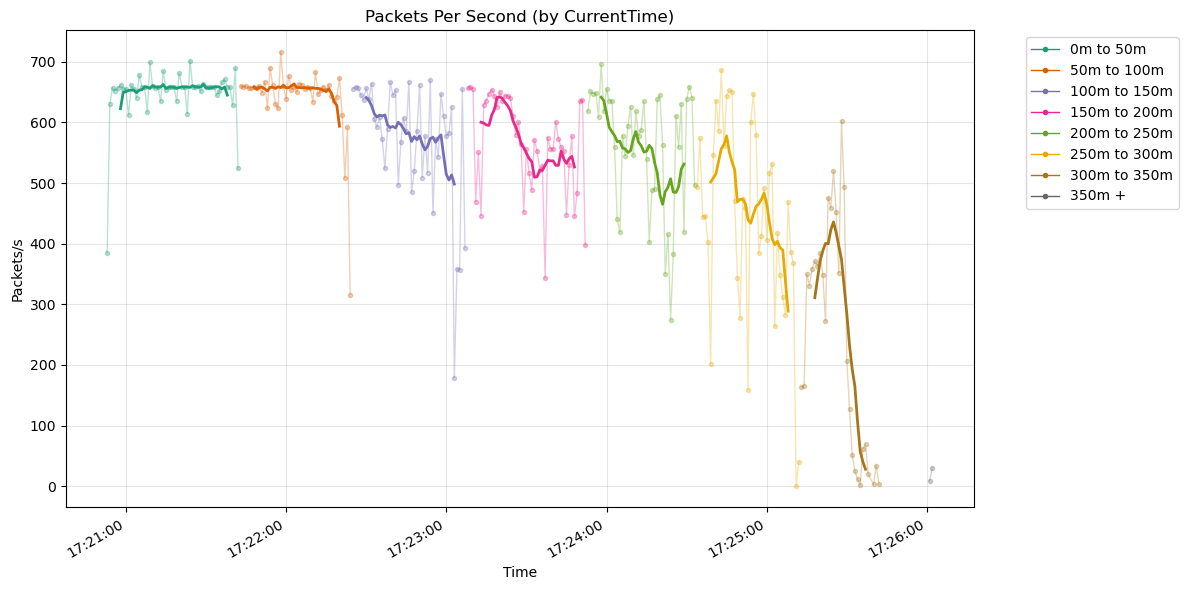 Packets Per Second (by CurrentTime)
Packets/s
700
600
500
400
300
200
100
0
17:21:00
17:22:00
17:23:00
17:24:00
17:25:00
17:26:00
Time
0m to 50m
50m to 100m
100m to 150m
150m to 200m
200m to 250m
250m to 300m
300m to 350m
350m +